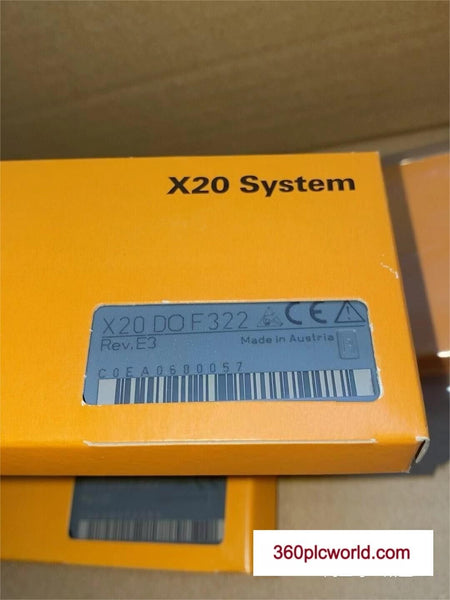 X20 System
X20 DO F322
Rev.E3
Made in Austria
C0EA0680057
360plcworld.com